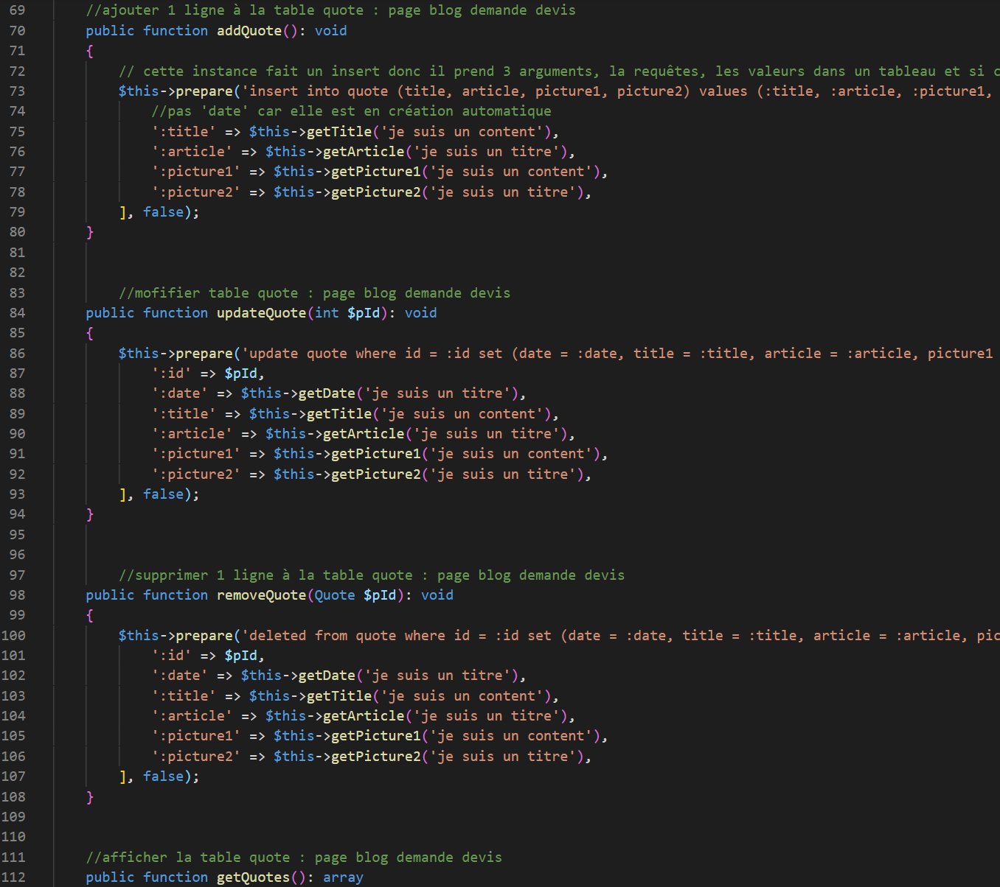 69 //ajouter 1 ligne à la table quote : page blog demande devis
70 public function addQuote(): void
71 {
72 // cette instance fait un insert donc il prend 3 arguments, la requêtes, les valeurs dans un tableau et si
73 $this->prepare('insert into quote (title, article, picture1, picture2) values (:title, :article, :picture1,
74 //pas 'date' car elle est en création automatique
75 ':title' => $this->getTitle('je suis un content'),
76 ':article' => $this->getArticle('je suis un titre'),
77 ':picture1' => $this->getPicture1('je suis un content'),
78 ':picture2' => $this->getPicture2('je suis un titre'),
79 ], false);
80 }
81
82
83 //mofifier table quote : page blog demande devis
84 public function updateQuote(int $pId): void
85 {
86 $this->prepare('update quote where id = :id set (date = :date, title = :title, article = :article, picture1
87 ':id' => $pId,
88 ':date' => $this->getDate('je suis un titre'),
89 ':title' => $this->getTitle('je suis un content'),
90 ':article' => $this->getArticle('je suis un titre'),
91 ':picture1' => $this->getPicture1('je suis un content'),
92 ':picture2' => $this->getPicture2('je suis un titre'),
93 ], false);
94 }
95
96
97 //supprimer 1 ligne à la table quote : page blog demande devis
98 public function removeQuote(Quote $pId): void
99 {
100 $this->prepare('deleted from quote where id = :id set (date = :date, title = :title, article = :article, pic
101 ':id' => $pId,
102 ':date' => $this->getDate('je suis un titre'),
103 ':title' => $this->getTitle('je suis un content'),
104 ':article' => $this->getArticle('je suis un titre'),
105 ':picture1' => $this->getPicture1('je suis un content'),
106 ':picture2' => $this->getPicture2('je suis un titre'),
107 ], false);
108 }
109
110
111 //afficher la table quote : page blog demande devis
112 public function getQuotes(): array